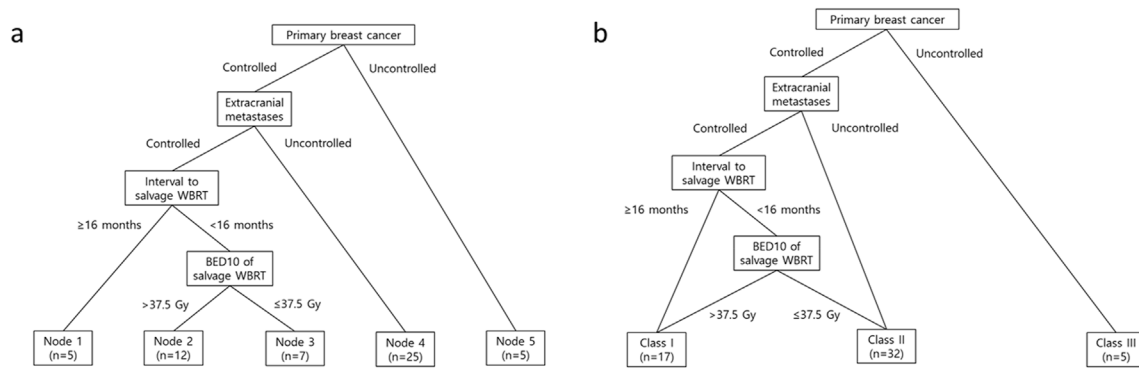 a
Primary breast cancer
Controlled
Uncontrolled
Extracranial
metastases
Controlled
Uncontrolled
Interval to
salvage WBRT
≥16 months
<16 months
BED10 of
salvage WBRT
>37.5 Gy
≤37.5 Gy
Node 1
(n=5)
Node 2
(n=12)
Node 3
(n=7)
Node 4
(n=25)
Node 5
(n=5)
b
Primary breast cancer
Controlled
Uncontrolled
Extracranial
metastases
Controlled
Uncontrolled
Interval to
salvage WBRT
≥16 months
<16 months
BED10 of
salvage WBRT
>37.5 Gy
≤37.5 Gy
Class I
(n=17)
Class II
(n=32)
Class III
(n=5)